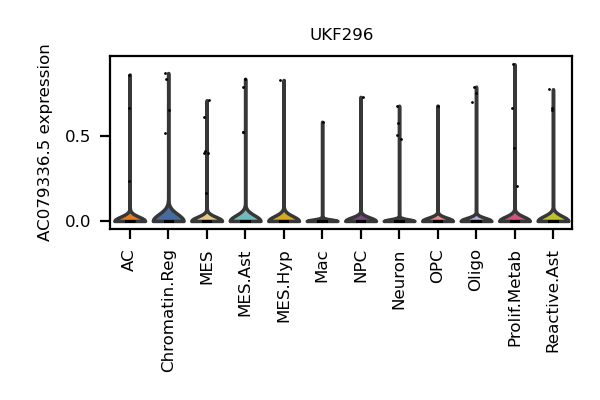 UKF296
AC079336.5 expression
0.5
0.0
AC
Chromatin.Reg
MES
MES.Ast
MES.Hyp
Mac
NPC
Neuron
OPC
Oligo
Prolif.Metab
Reactive.Ast